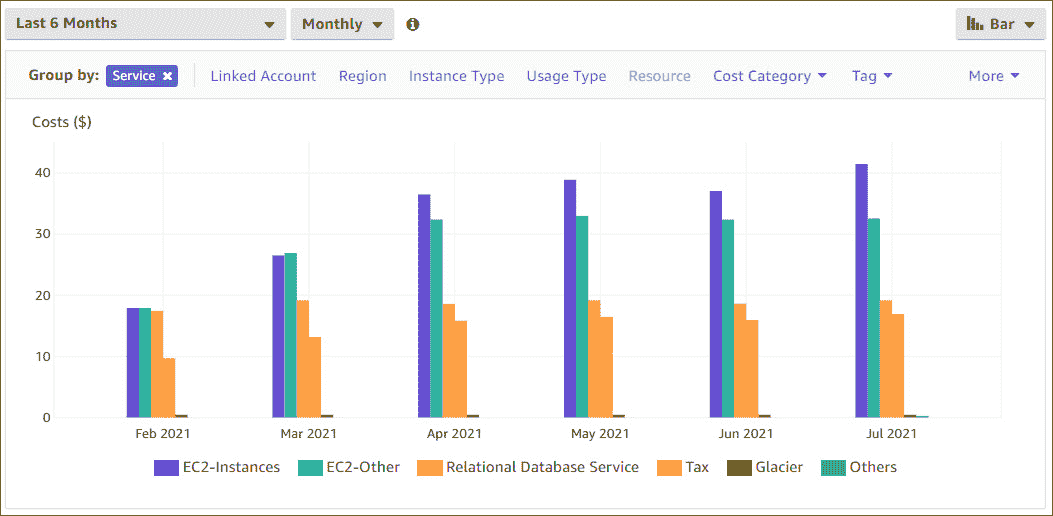 Last 6 Months Monthly Bar
Group by: Service Linked Account Region Instance Type Usage Type Resource Cost Category Tag More
Costs ($)
40
30
20
10
0
Feb 2021 Mar 2021 Apr 2021 May 2021 Jun 2021 Jul 2021
EC2-Instances EC2-Other Relational Database Service Tax Glacier Others